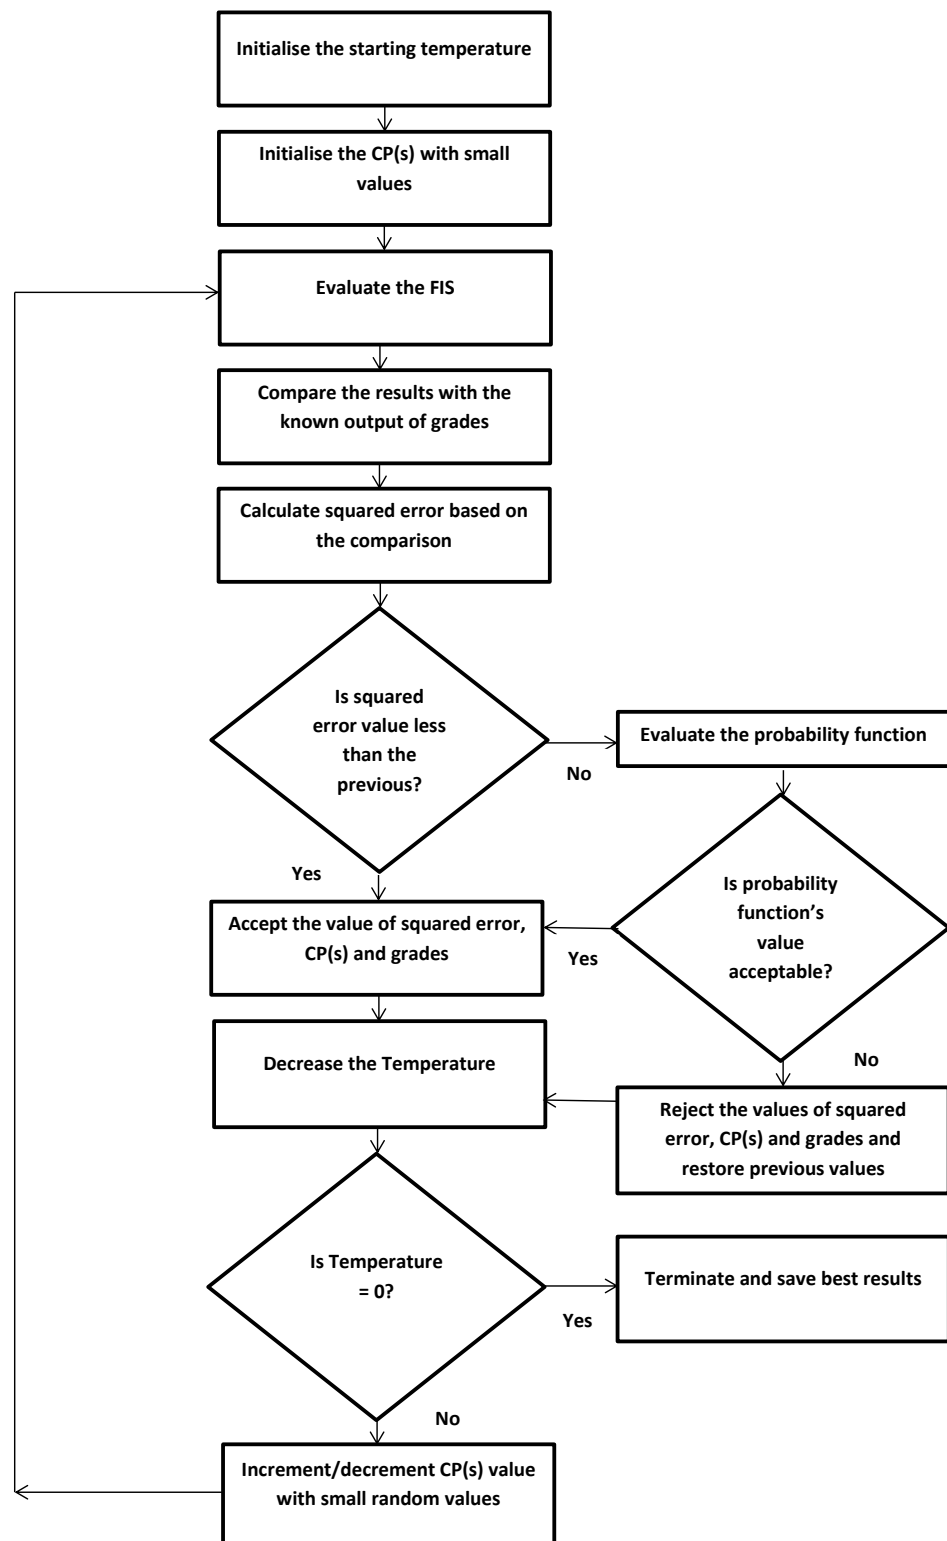 Initialise the starting temperature
Initialise the CP(s) with small
values
Evaluate the FIS
Compare the results with the
known output of grades
Calculate squared error based on
the comparison
Is squared
error value less
than the
previous?
No
Evaluate the probability function
Yes
Is probability
function’s
value
acceptable?
Accept the value of squared error,
CP(s) and grades
Yes
No
Decrease the Temperature
Reject the values of squared
error, CP(s) and grades and
restore previous values
Is Temperature
= 0?
Yes
Terminate and save best results
No
Increment/decrement CP(s) value
with small random values